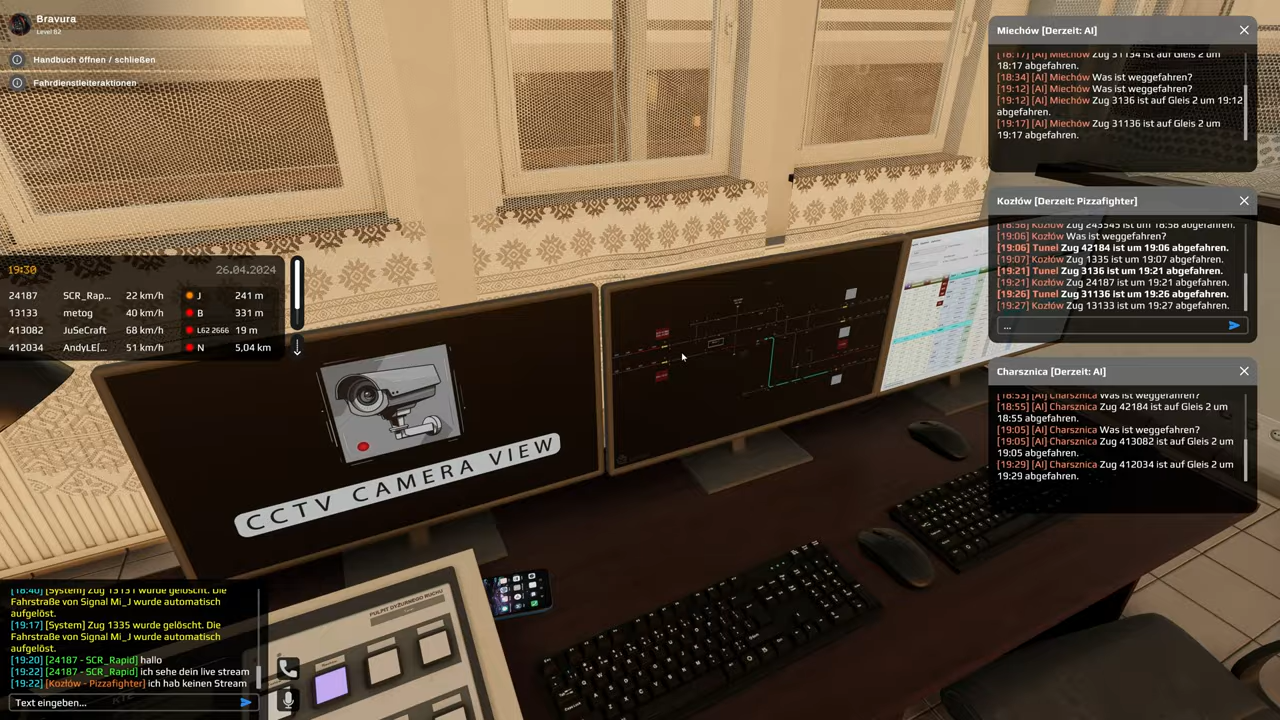 Bravura
Level 82
Handbuch öffnen / schließen
Fahrdienstleiteraktionen
19:30 26.04.2024
24187 SCR_Rap... 22 km/h J 241 m
13133 metog 40 km/h B 331 m
413082 JuSeCraft 68 km/h L62 2666 19 m
412034 AndyLE[... 51 km/h N 5,04 km
Miechów [Derzeit: AI]
[18:17] [AI] Miechów Zug 31134 ist auf Gleis 2 um
18:17 abgefahren.
[18:34] [AI] Miechów Was ist weggefahren?
[19:12] [AI] Miechów Was ist weggefahren?
[19:12] [AI] Miechów Zug 3136 ist auf Gleis 2 um 19:12
abgefahren.
[19:17] [AI] Miechów Zug 31136 ist auf Gleis 2 um
19:17 abgefahren.
Kozłów [Derzeit: Pizzafighter]
[18:58] Kozłów Zug 243545 ist um 18:58 abgefahren.
[19:06] Kozłów Was ist weggefahren?
[19:06] Tunel Zug 42184 ist um 19:06 abgefahren.
[19:07] Kozłów Zug 1335 ist um 19:07 abgefahren.
[19:21] Tunel Zug 3136 ist um 19:21 abgefahren.
[19:21] Kozłów Zug 24187 ist um 19:21 abgefahren.
[19:26] Tunel Zug 31136 ist um 19:26 abgefahren.
[19:27] Kozłów Zug 13133 ist um 19:27 abgefahren.
...
Charsznica [Derzeit: AI]
[18:53] [AI] Charsznica Was ist weggefahren?
[18:55] [AI] Charsznica Zug 42184 ist auf Gleis 2 um
18:55 abgefahren.
[19:05] [AI] Charsznica Was ist weggefahren?
[19:05] [AI] Charsznica Zug 413082 ist auf Gleis 2 um
19:05 abgefahren.
[19:29] [AI] Charsznica Zug 412034 ist auf Gleis 2 um
19:29 abgefahren.
CCTV CAMERA VIEW
PULPIT DYŻURNEGO RUCHU
[18:40] [System] Zug 13131 wurde gelöscht. Die
Fahrstraße von Signal Mi_J wurde automatisch
aufgelöst.
[19:17] [System] Zug 1335 wurde gelöscht. Die
Fahrstraße von Signal Mi_J wurde automatisch
aufgelöst.
[19:20] [24187 - SCR_Rapid] hallo
[19:22] [24187 - SCR_Rapid] ich sehe dein live stream
[19:22] [Kozłów - Pizzafighter] ich hab keinen Stream
Text eingeben...